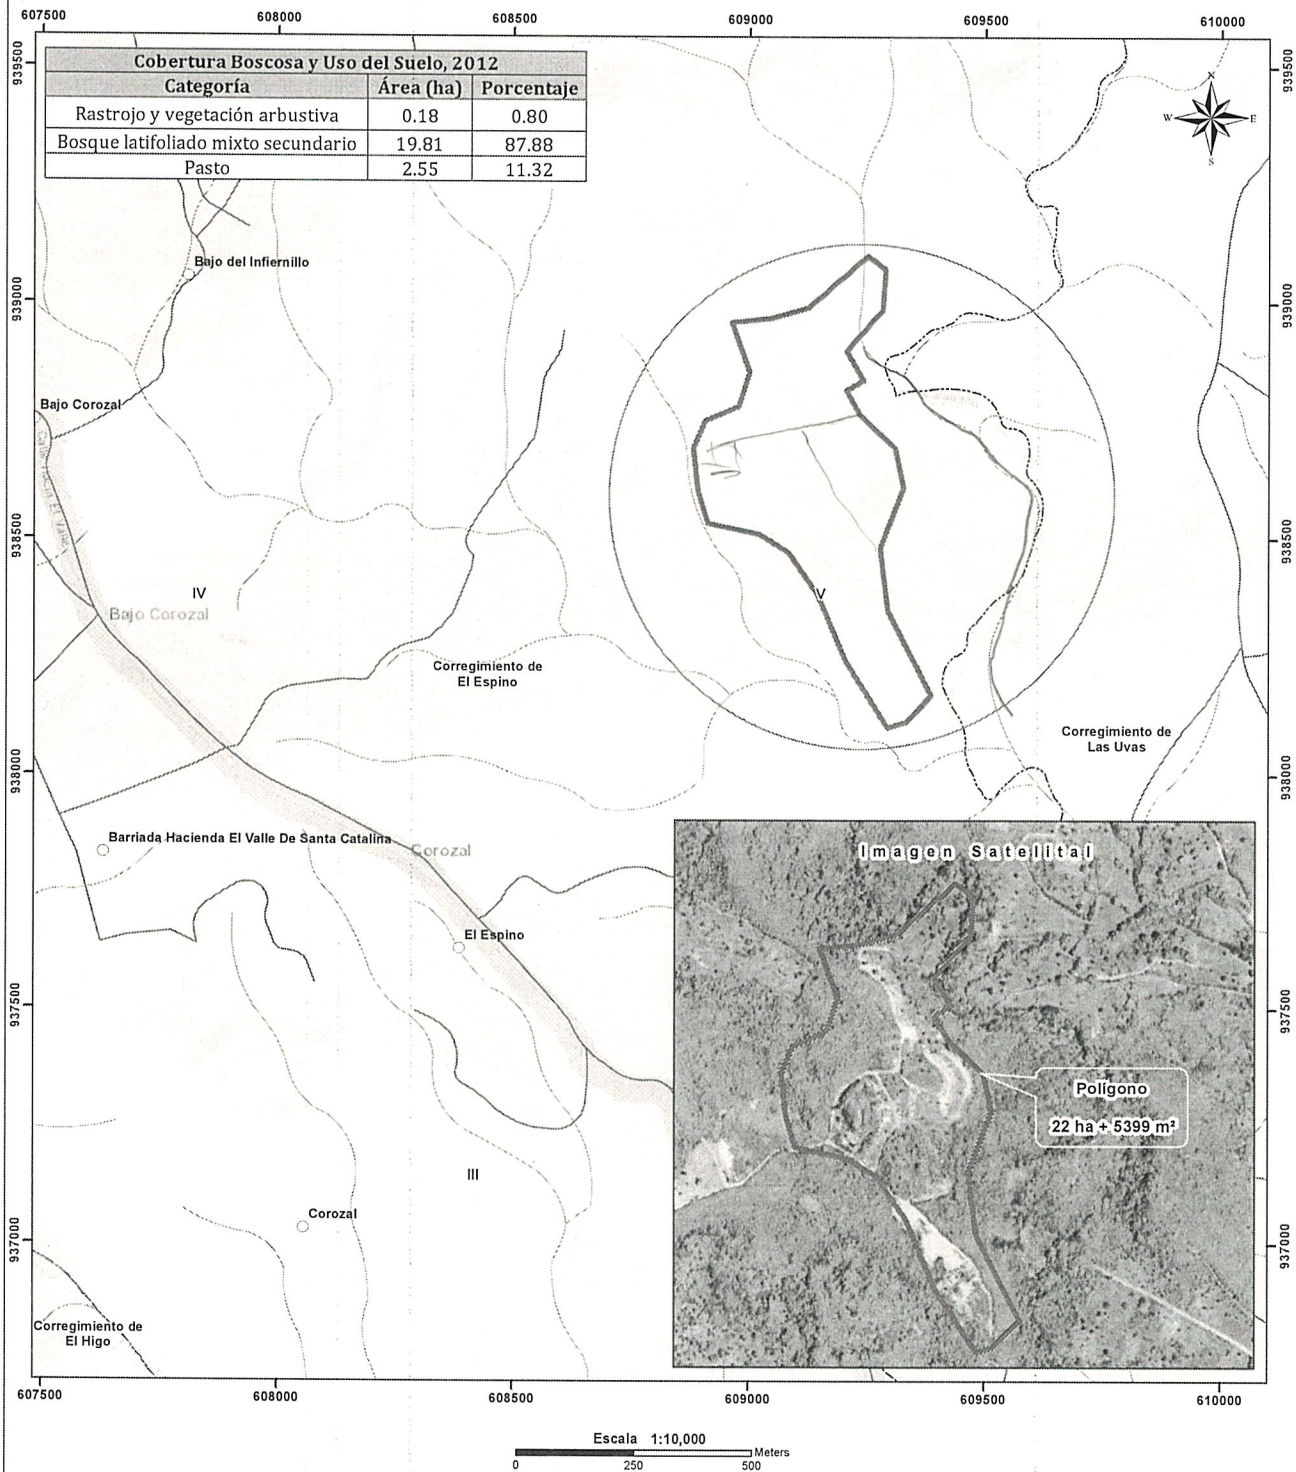 607500 608000 608500 609000 609500 610000
939500
939500
Cobertura Boscosa y Uso del Suelo, 2012
Categoría Área (ha) Porcentaje
Rastrojo y vegetación arbustiva 0.18 0.80
Bosque latifoliado mixto secundario 19.81 87.88
Pasto 2.55 11.32
N
W E
S
Bajo del Infiernillo
939000
939000
Bajo Corozal
938500
938500
IV
V
Bajo Corozal
Corregimiento de
El Espino
Corregimiento de
Las Uvas
938000
938000
Barriada Hacienda El Valle De Santa Catalina
Corozal
Imagen Satelital
El Espino
937500
937500
Polígono
22 ha + 5399 m²
III
Corozal
937000
937000
Corregimiento de
El Higo
607500 608000 608500 609000 609500 610000
Escala 1:10,000
Meters
0 250 500